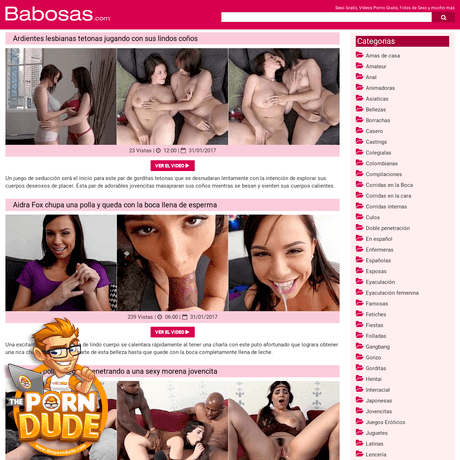 Babosas.com
Sexo Gratis, Videos Porno Gratis, Fotos de Sexo y mucho más
Ardientes lesbianas tetonas jugando con sus lindos coños
23 Vistas | 12:00 | 31/01/2017
VER EL VIDEO
Un juego de seducción será el inicio para este par de gorditas tetonas que se desnudaran lentamente con la intención de explorar sus
cuerpos deseosos de placer. Esta par de adorables jovencitas masajearan sus coños mientras se besan y sienten sus cuerpos calientes.
Aidra Fox chupa una polla y queda con la boca llena de esperma
239 Vistas | 06:00 | 31/01/2017
VER EL VIDEO
Una excitan de lindo cuerpo se calentara rápidamente al tener una charla con este puto afortunado que lograra obtener
una rica cha arte de esta belleza hasta que quede con la boca completamente llena de leche.
penetrando a una sexy morena jovencita
THE
PORN
DUDE
www.theporndude.com
Categorias
Amas de casa
Amateur
Anal
Animadoras
Asiaticas
Bellezas
Borrachas
Casero
Castings
Colegialas
Colombianas
Compilaciones
Corridas en la Boca
Corridas en la cara
Corridas internas
Culos
Doble penetración
En español
Enfermeras
Españolas
Esposas
Eyaculación
Eyaculación femenina
Famosas
Fetiches
Fiestas
Folladas
Gangbang
Gonzo
Gorditas
Hentai
Interracial
Japonesas
Jovencitas
Juegos Eróticos
Juguetes
Latinas
Lencería